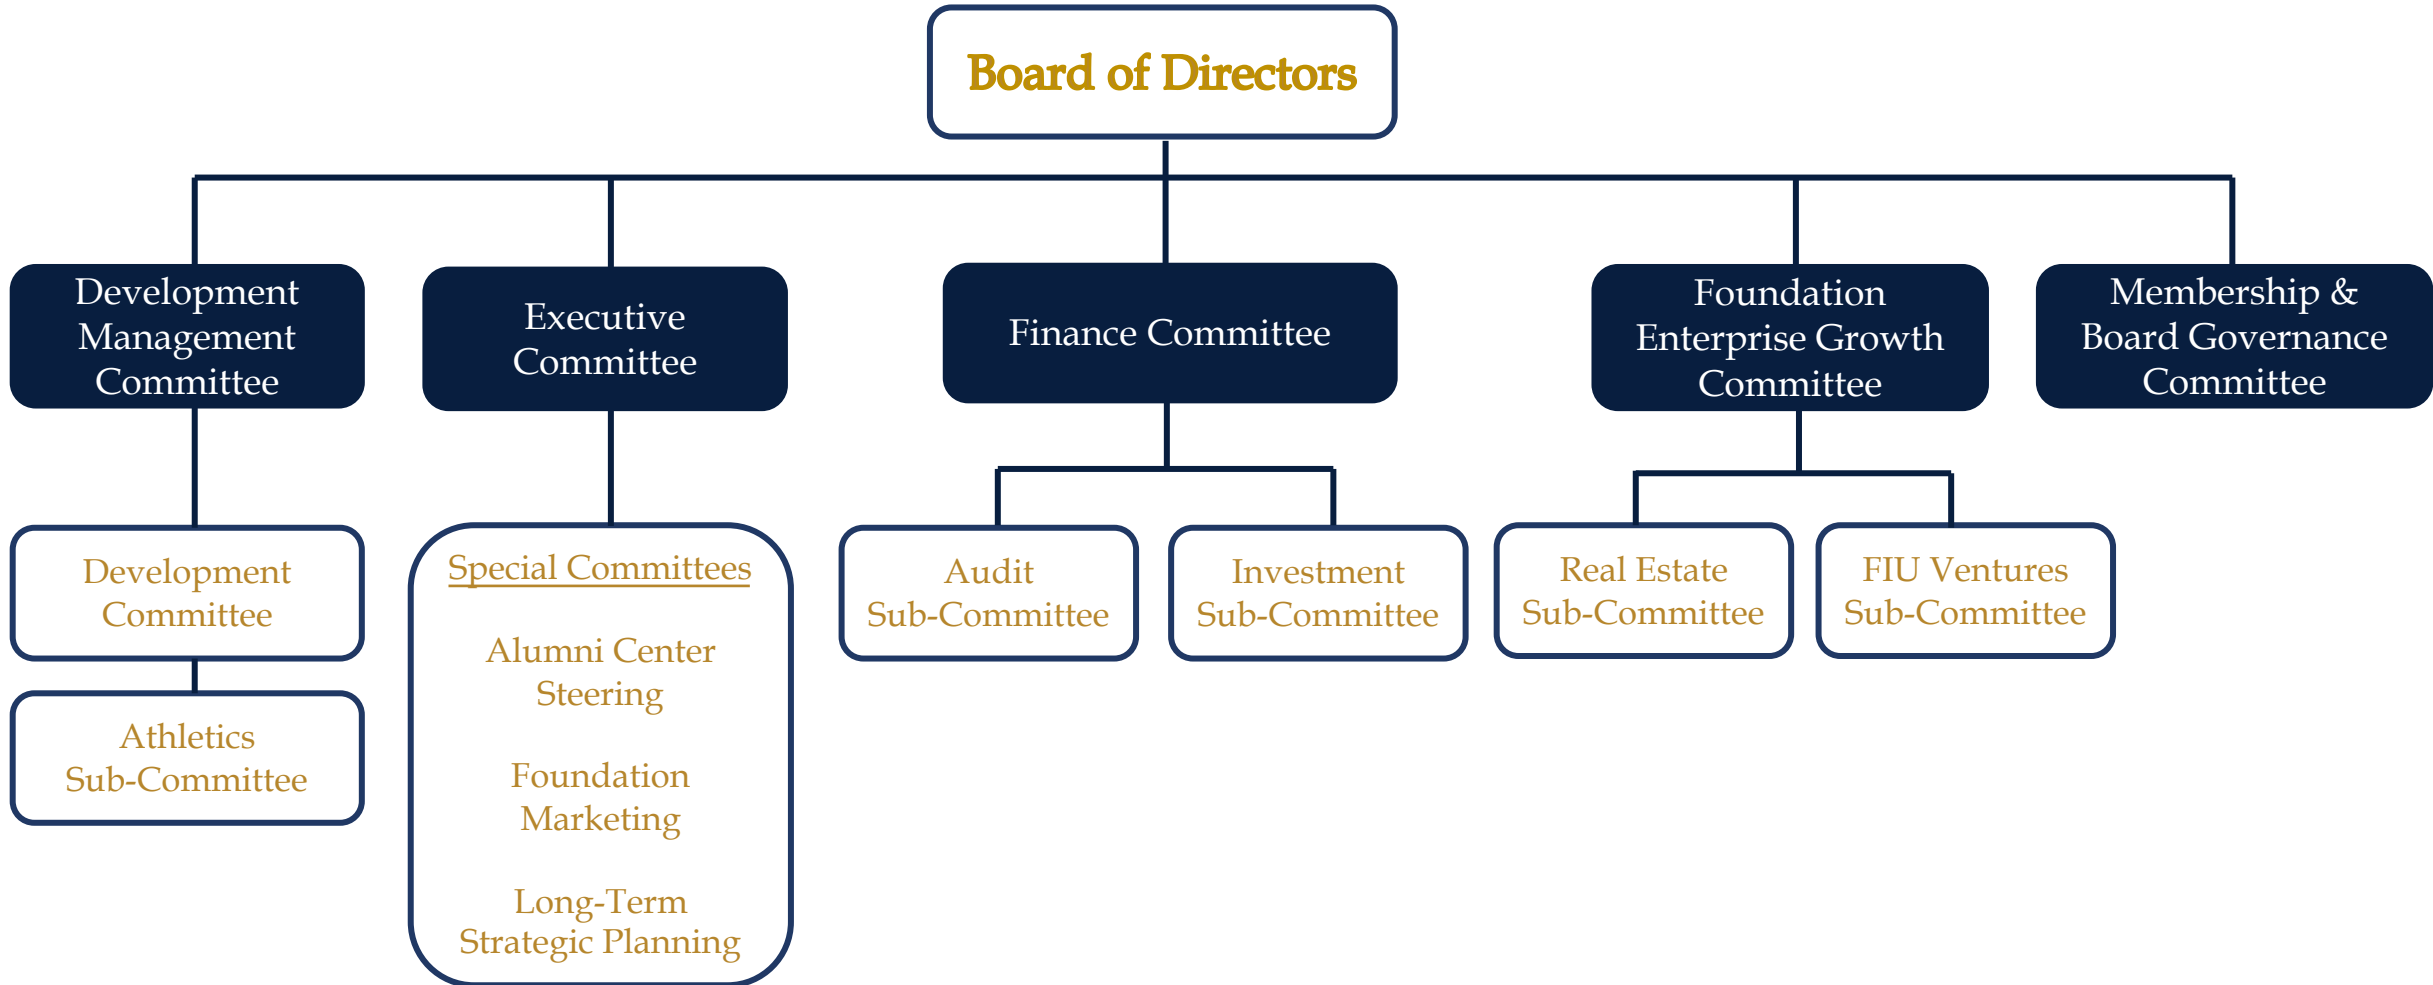 Board of Directors
Development
Management
Committee
Executive
Committee
Finance Committee
Foundation
Enterprise Growth
Committee
Membership &
Board Governance
Committee
Development
Committee
Athletics
Sub-Committee
Special Committees
Alumni Center
Steering
Foundation
Marketing
Long-Term
Strategic Planning
Audit
Sub-Committee
Investment
Sub-Committee
Real Estate
Sub-Committee
FIU Ventures
Sub-Committee